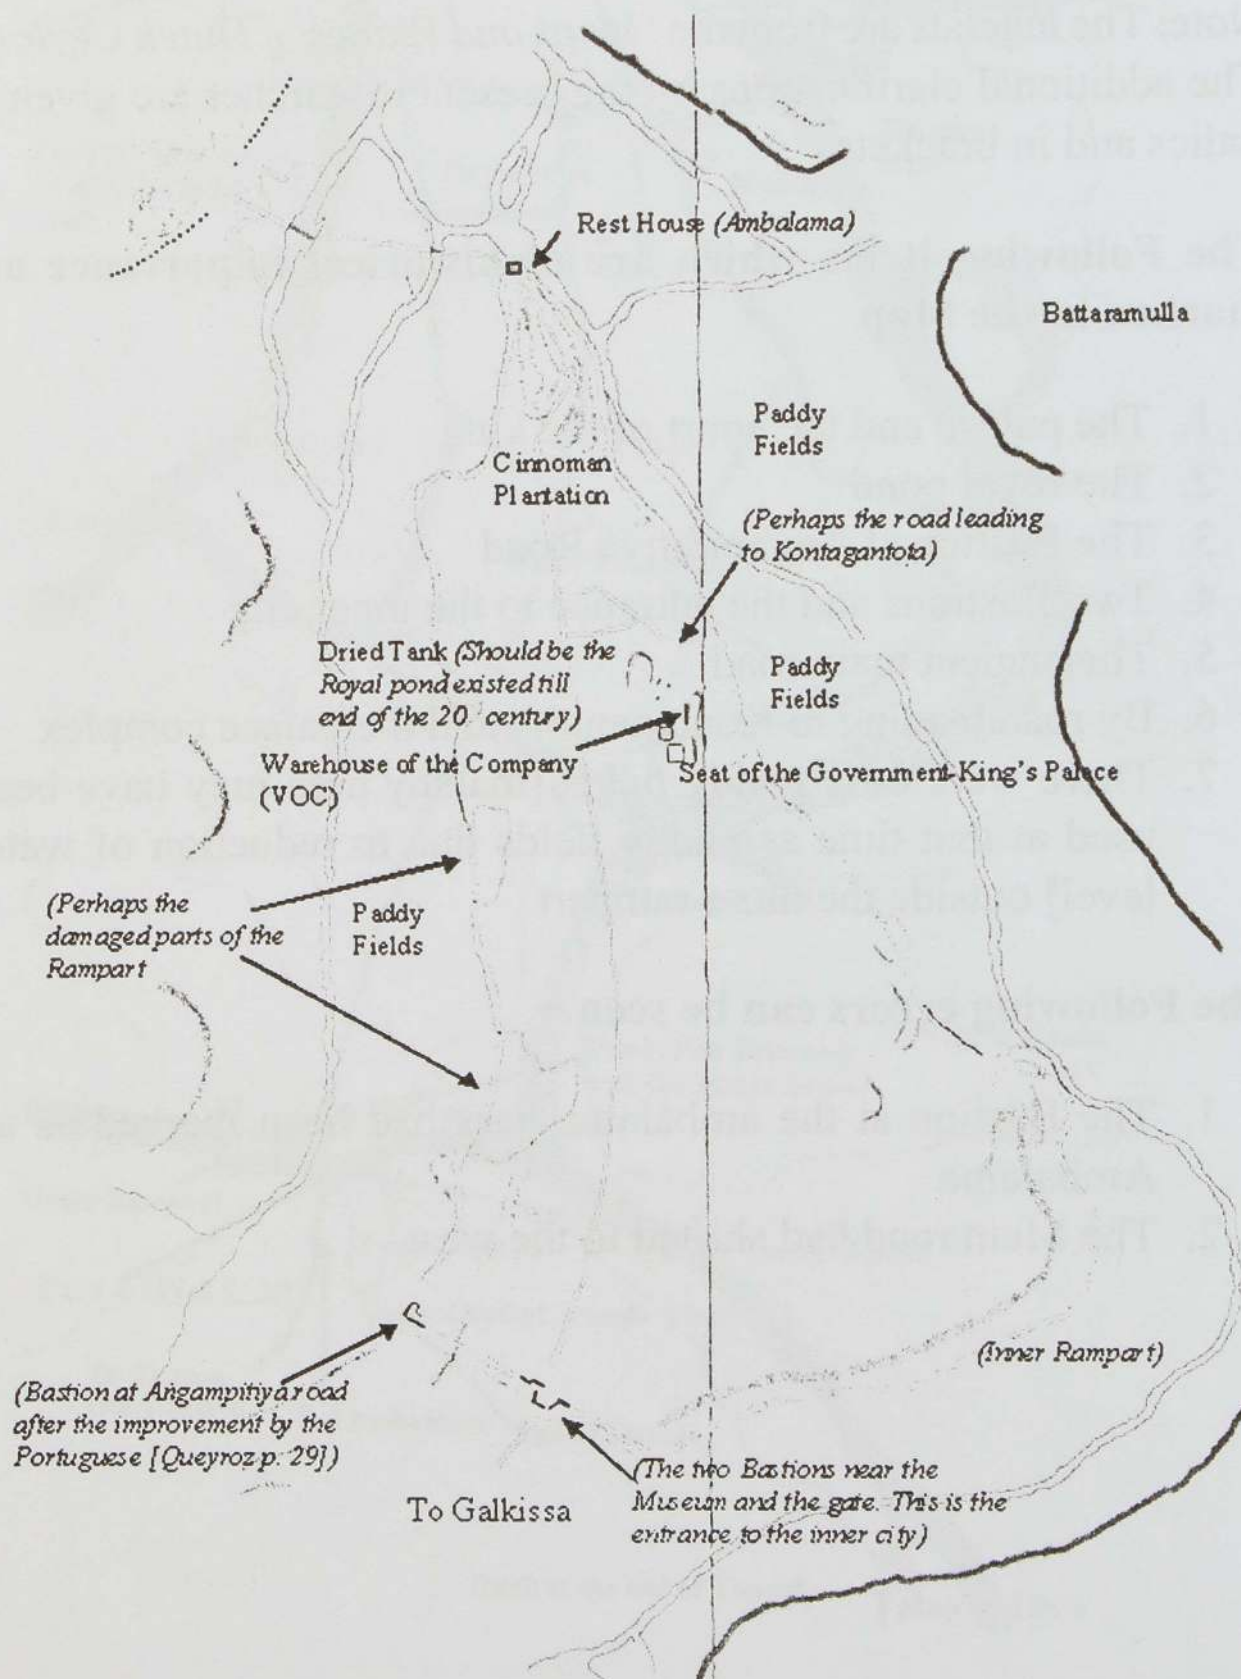 Rest House (Ambalama)
Battaramulla
Paddy
Fields
Cinnoman
Plantation
(Perhaps the road leading
to Kontagantota)
Dried Tank (Should be the
Royal pond existed till
end of the 20 century)
Paddy
Fields
Warehouse of the Company
(VOC)
Seat of the Government-King's Palace
(Perhaps the
damaged parts of the
Rampart
Paddy
Fields
(Inner Rampart)
(Bastion at Angampitiya road
after the improvement by the
Portuguese [Queyroz p. 29])
(The two Bastions near the
Museum and the gate. This is the
entrance to the inner city)
To Galkissa